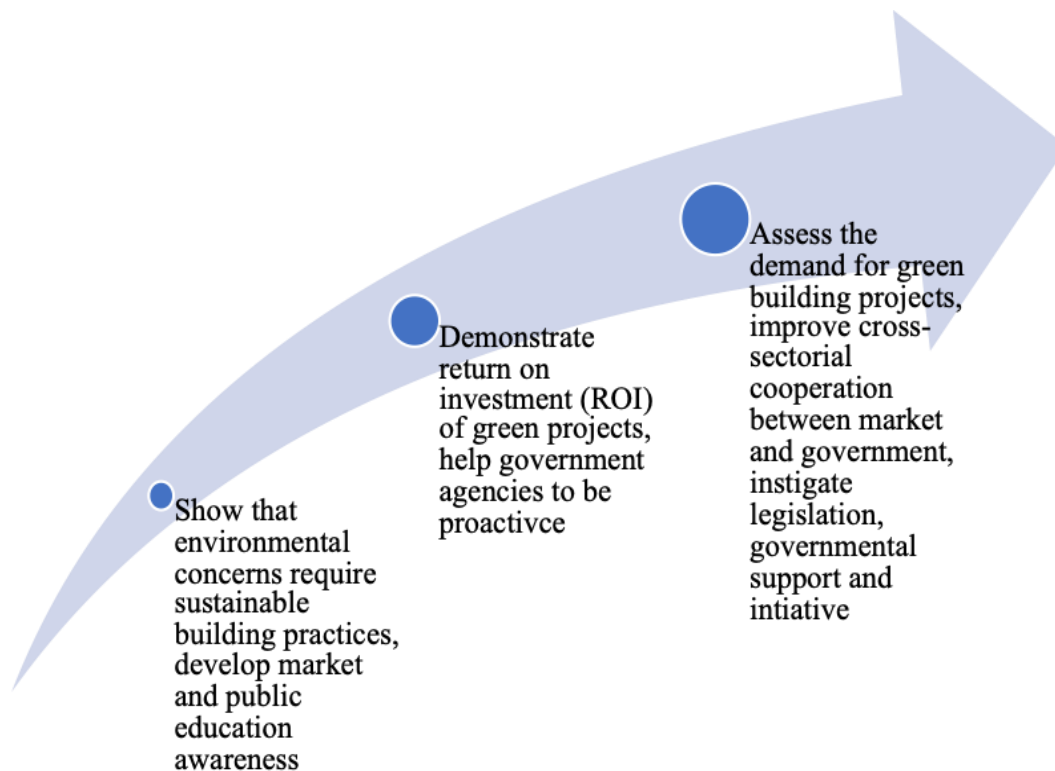 Show that
environmental
concerns require
sustainable
building practices,
develop market
and public
education
awareness
Demonstrate
return on
investment (ROI)
of green projects,
help government
agencies to be
proactivce
Assess the
demand for green
building projects,
improve cross-
sectorial
cooperation
between market
and government,
instigate
legislation,
governmental
support and
intiative